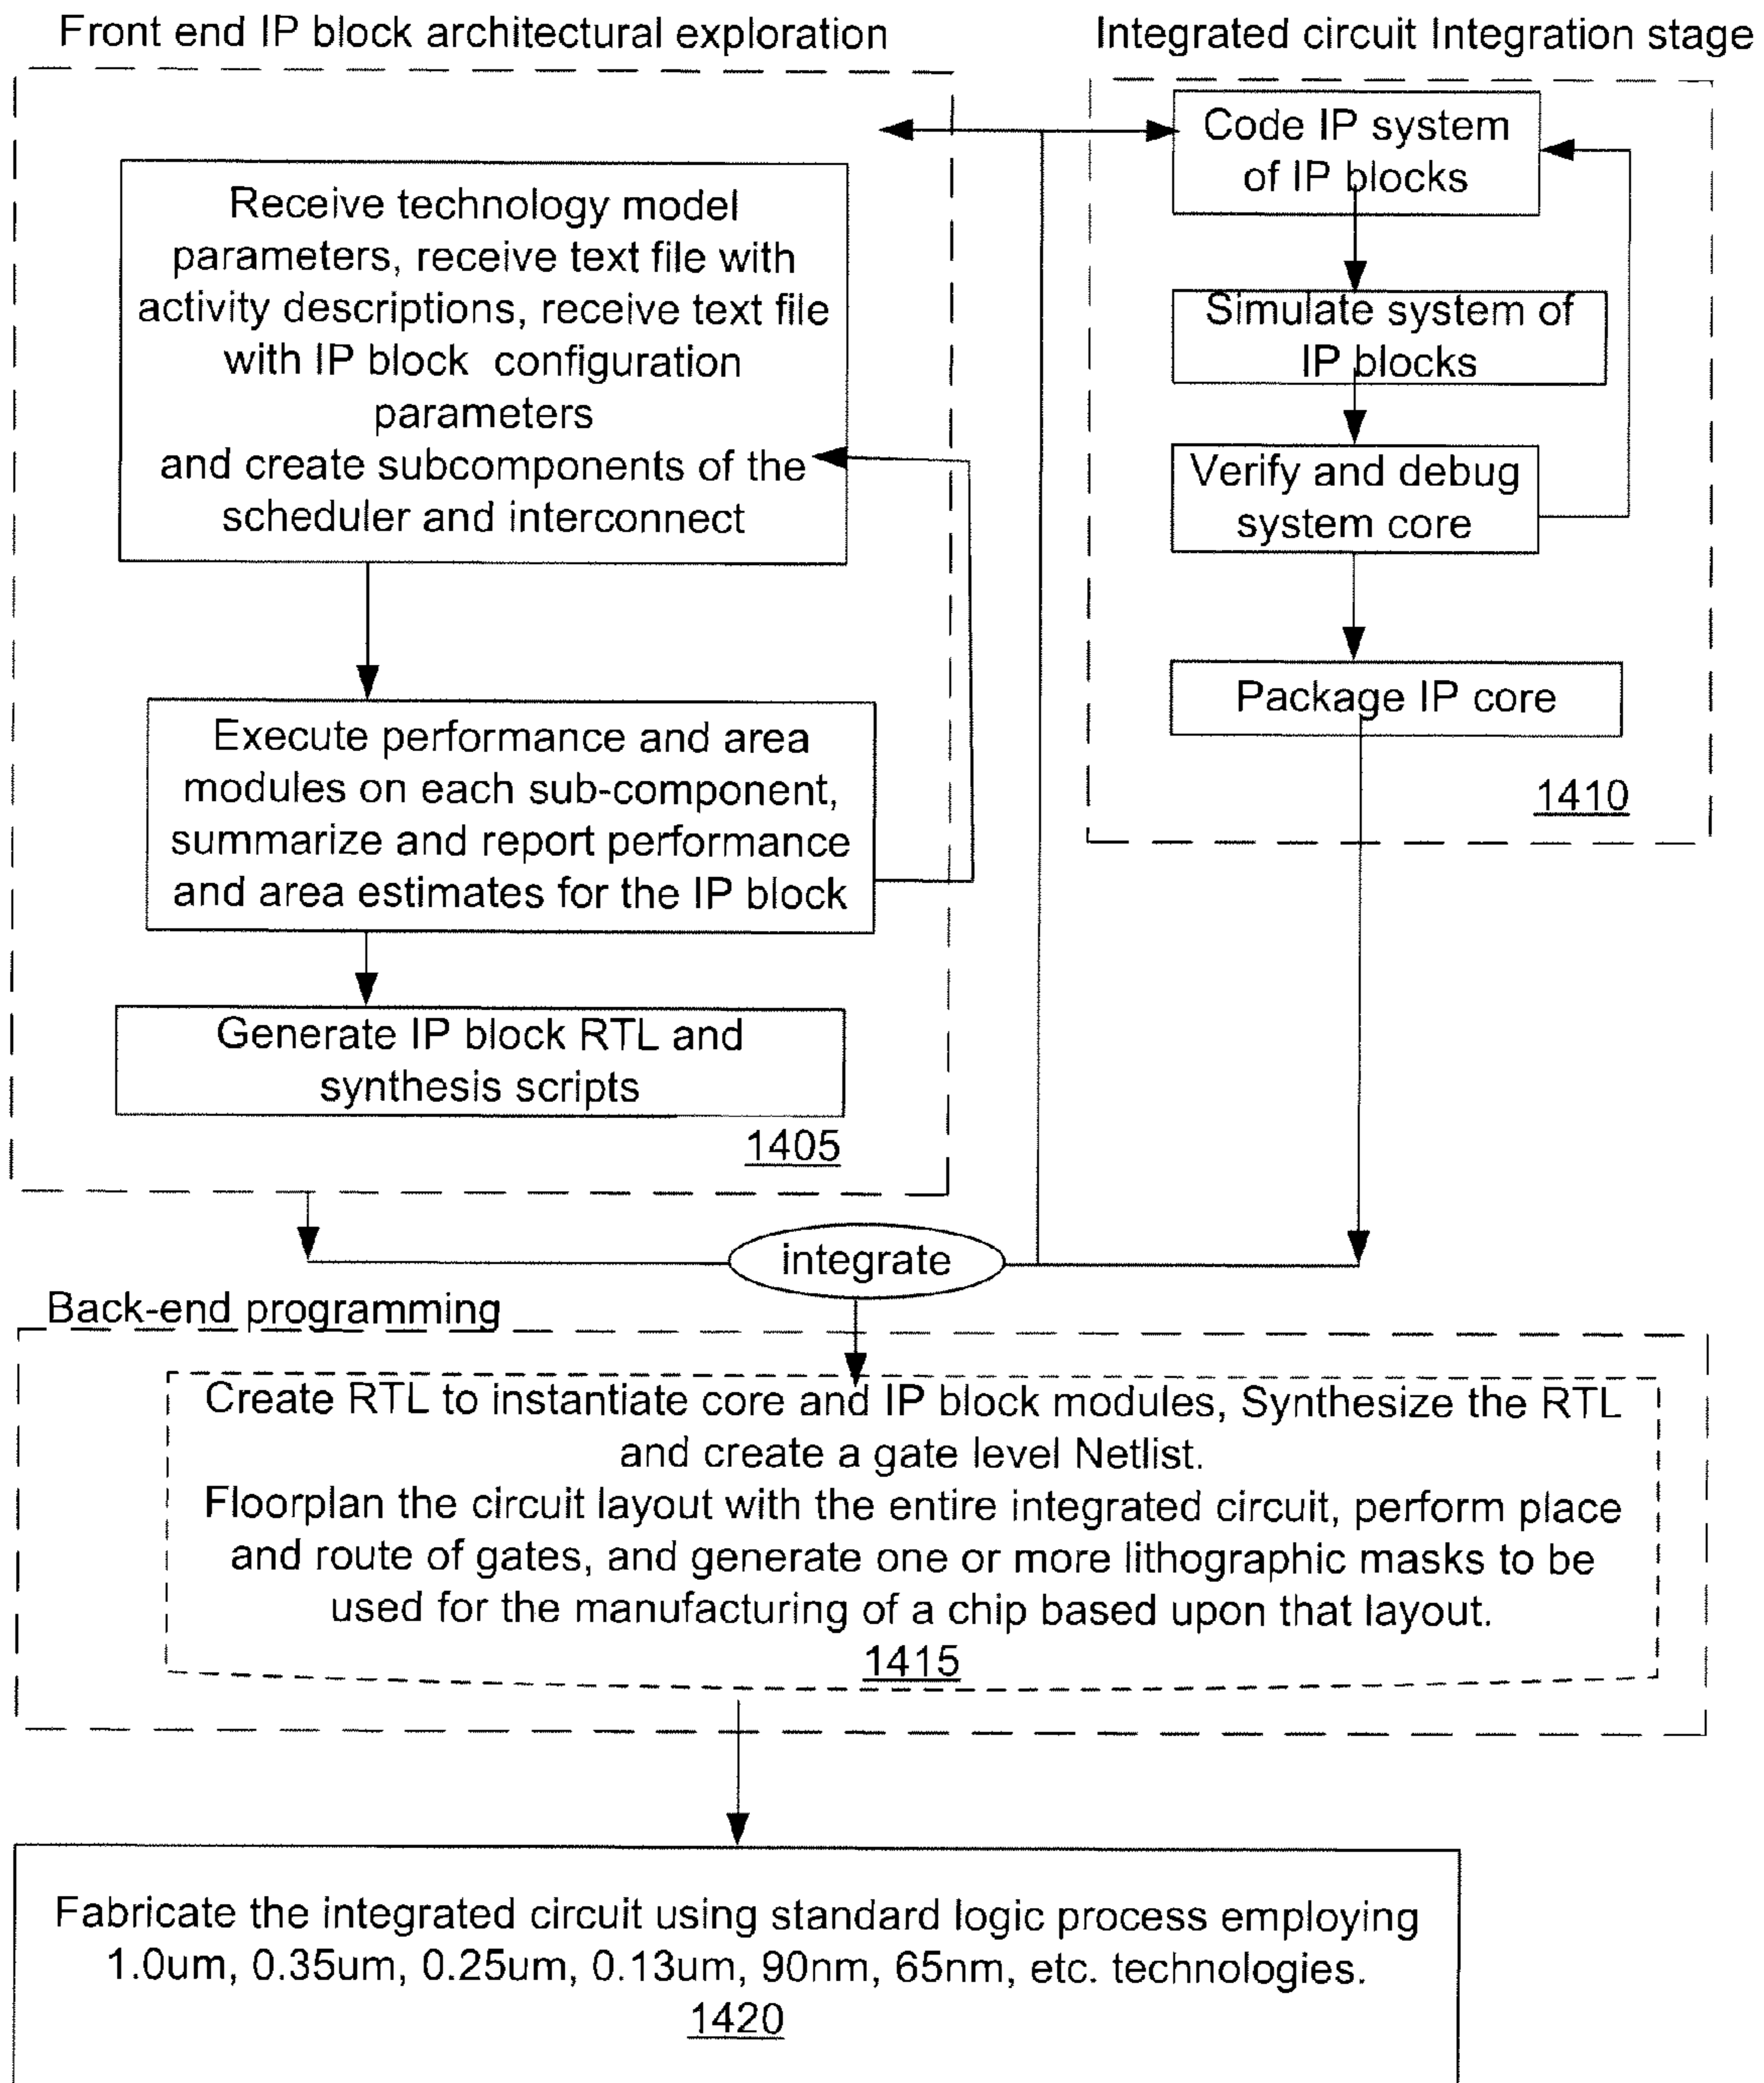 Front end IP block architectural exploration
Receive technology model
parameters, receive text file with
activity descriptions, receive text file
with IP block configuration
parameters
and create subcomponents of the
scheduler and interconnect
Execute performance and area
modules on each sub-component,
summarize and report performance
and area estimates for the IP block
Generate IP block RTL and
synthesis scripts
1405
Integrated circuit Integration stage
Code IP system
of IP blocks
Simulate system of
IP blocks
Verify and debug
system core
Package IP core
1410
integrate
Back-end programming
Create RTL to instantiate core and IP block modules, Synthesize the RTL
and create a gate level Netlist.
Floorplan the circuit layout with the entire integrated circuit, perform place
and route of gates, and generate one or more lithographic masks to be
used for the manufacturing of a chip based upon that layout.
1415
Fabricate the integrated circuit using standard logic process employing
1.0um, 0.35um, 0.25um, 0.13um, 90nm, 65nm, etc. technologies.
1420